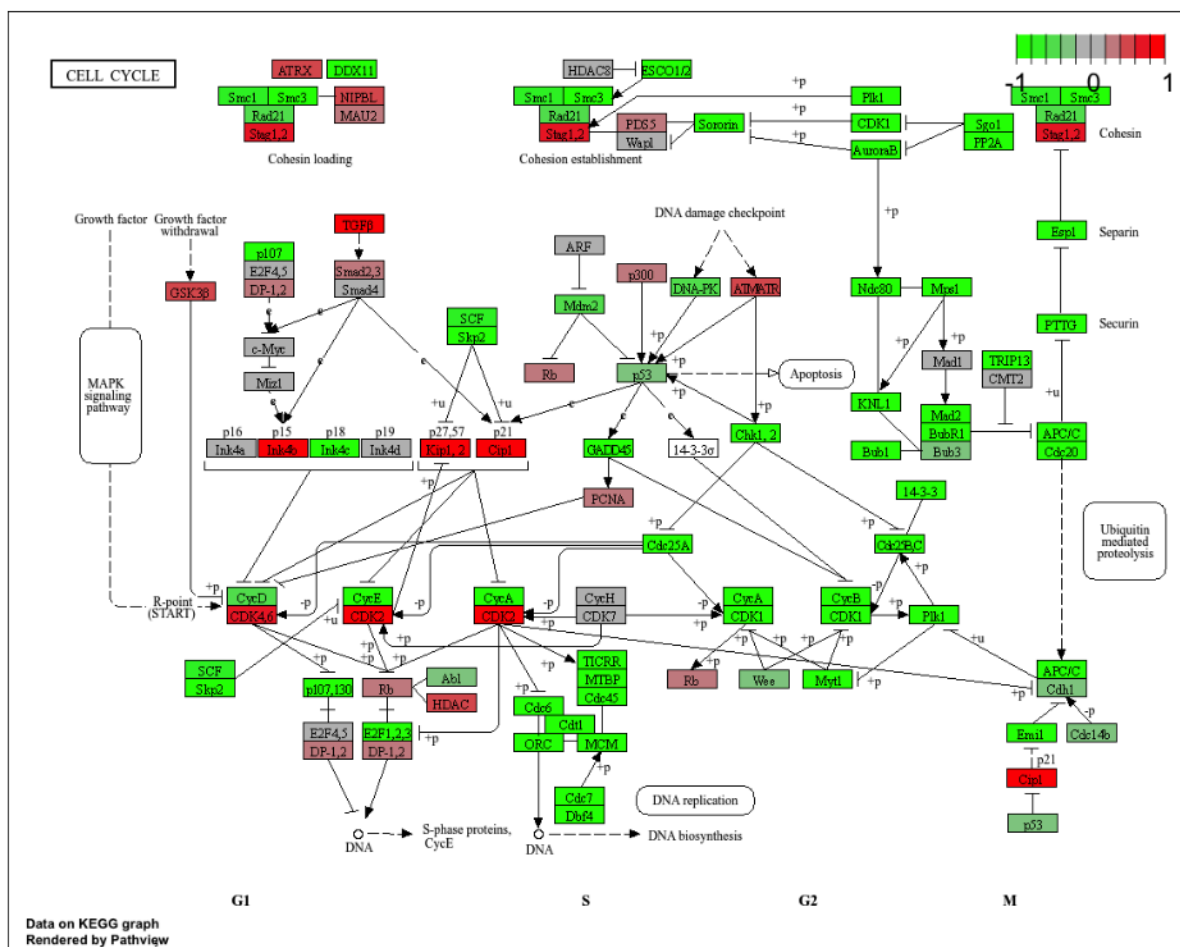 CELL CYCLE
ATRX DDX11
Smc1 Smc3 NIPBL
Rad21 MAU2
Stag1,2
Cohesin loading
HDAC8 ESCO1/2
Smc1 Smc3
Rad21
Stag1,2
PDS5
Wapl
Sororin
Cohesion establishment
+p
Plk1
+p
CDK1
+p
AuroraB
Sgo1
PP2A
-1 0 1
Smc1 Smc3
Rad21
Stag1,2
Cohesin
Growth factor
Growth factor
withdrawal
GSK3β
MAPK
signaling
pathway
p107
E2F4,5
DP-1,2
TGFβ
Smad2,3
Smad4
e
e
e
c-Myc
Miz1
e
SCF
Skp2
+u +u
DNA damage checkpoint
ARF
p300
DNA-PK
ATM/ATR
Mdm2
Rb
+p +p
p53
+p
+p
Apoptosis
e e e
+p
Esp1
Separin
Ndc80 Mps1
+p +p
Mad1
TRIP13
CMT2
PTTG
Securin
+u
KNL1
Mad2
BubR1
Bub3
Bub1
APC/C
Cdc20
p16 p15 p18 p19
Ink4a Ink4b Ink4c Ink4d
p27,57 p21
Kip1, 2 Cip1
+p
GADD45
14-3-3σ
Chk1, 2
PCNA
14-3-3
Ubiquitin
mediated
proteolysis
+p
Cdc25A
+p
Cdc25B,C
R-point
(START)
+p
CycD
CDK4,6
-p
CycE
CDK2
-p
CycA
CDK2
-p
+p
CycH
CDK7
-p
+p
CycA
CDK1
CycB
CDK1
-p
+p
+p
Plk1
+u
+u
+p
SCF
Skp2
+p
+p
+p
+p
+p
p107,130
Rb
Abl
HDAC
TICRR
MTBP
Cdc45
+p
Rb
+p
Wee
+p
Myt1
+p
+p
APC/C
Cdh1
-p
E2F4,5
DP-1,2
E2F1,2,3
DP-1,2
+p
Cdc6
Cdt1
ORC
MCM
+p
Cdc7
Dbf4
Emi1
Cdc14b
p21
Cip1
p53
DNA
S-phase proteins,
CycE
DNA
DNA replication
DNA biosynthesis
G1 S G2 M
Data on KEGG graph
Rendered by Pathview